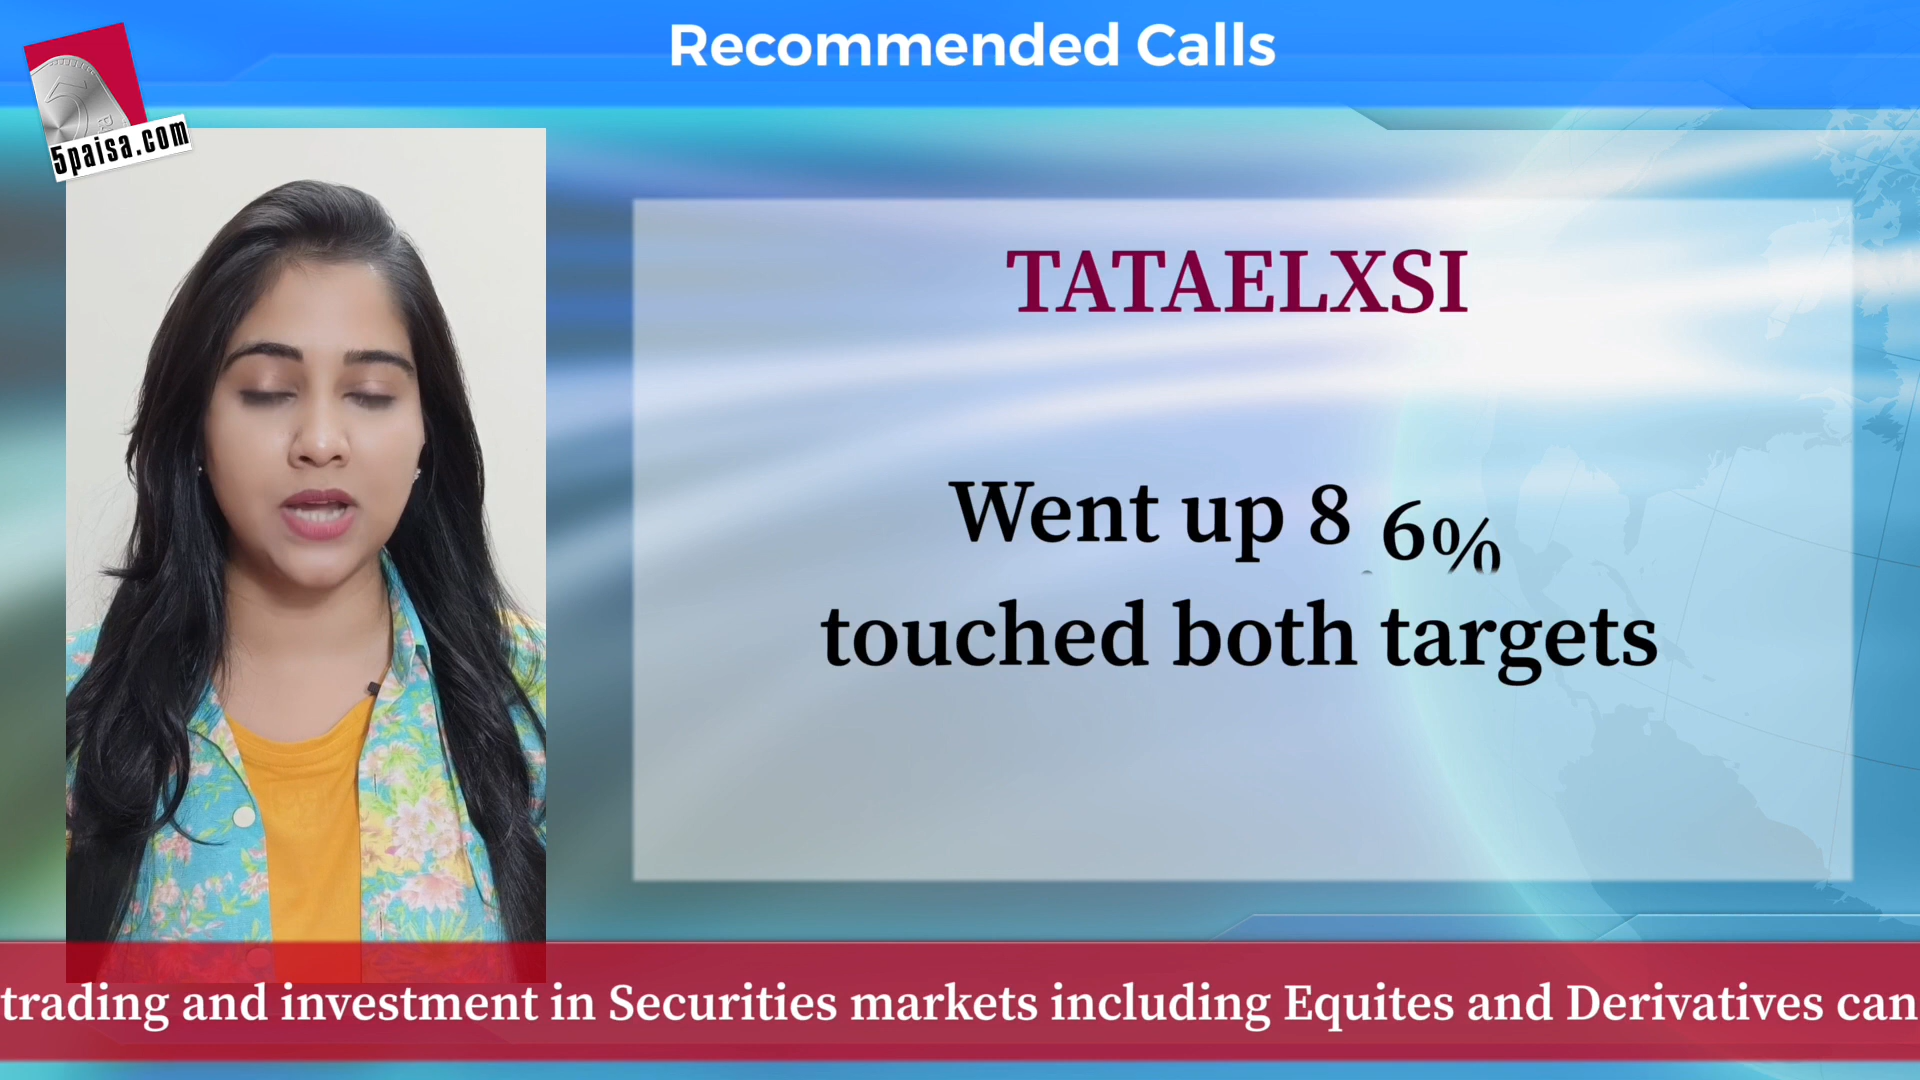 Recommended Calls
5paisa.com
TATAELXSI
Went up 8.6%
touched both targets
trading and investment in Securities markets including Equites and Derivatives can